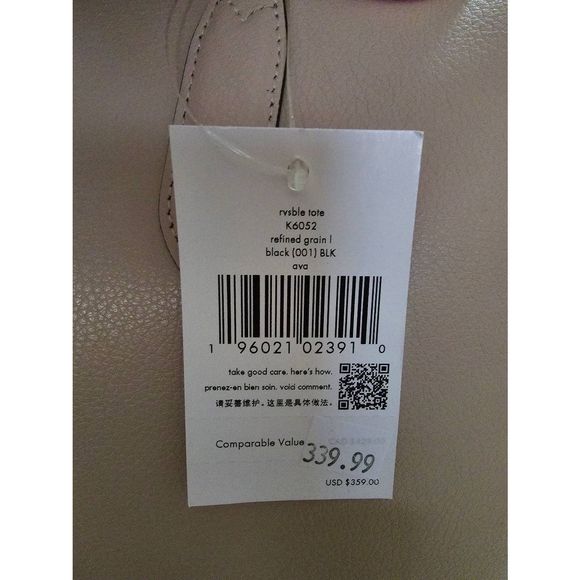 rvsble tote
K6052
refined grain l
black (001) BLK
ava
1 96021 02391 0
take good care. here's how.
prenez-en bien soin. void comment.
请妥善维护。这里是具体做法。
Comparable Value
339.99
USD $359.00